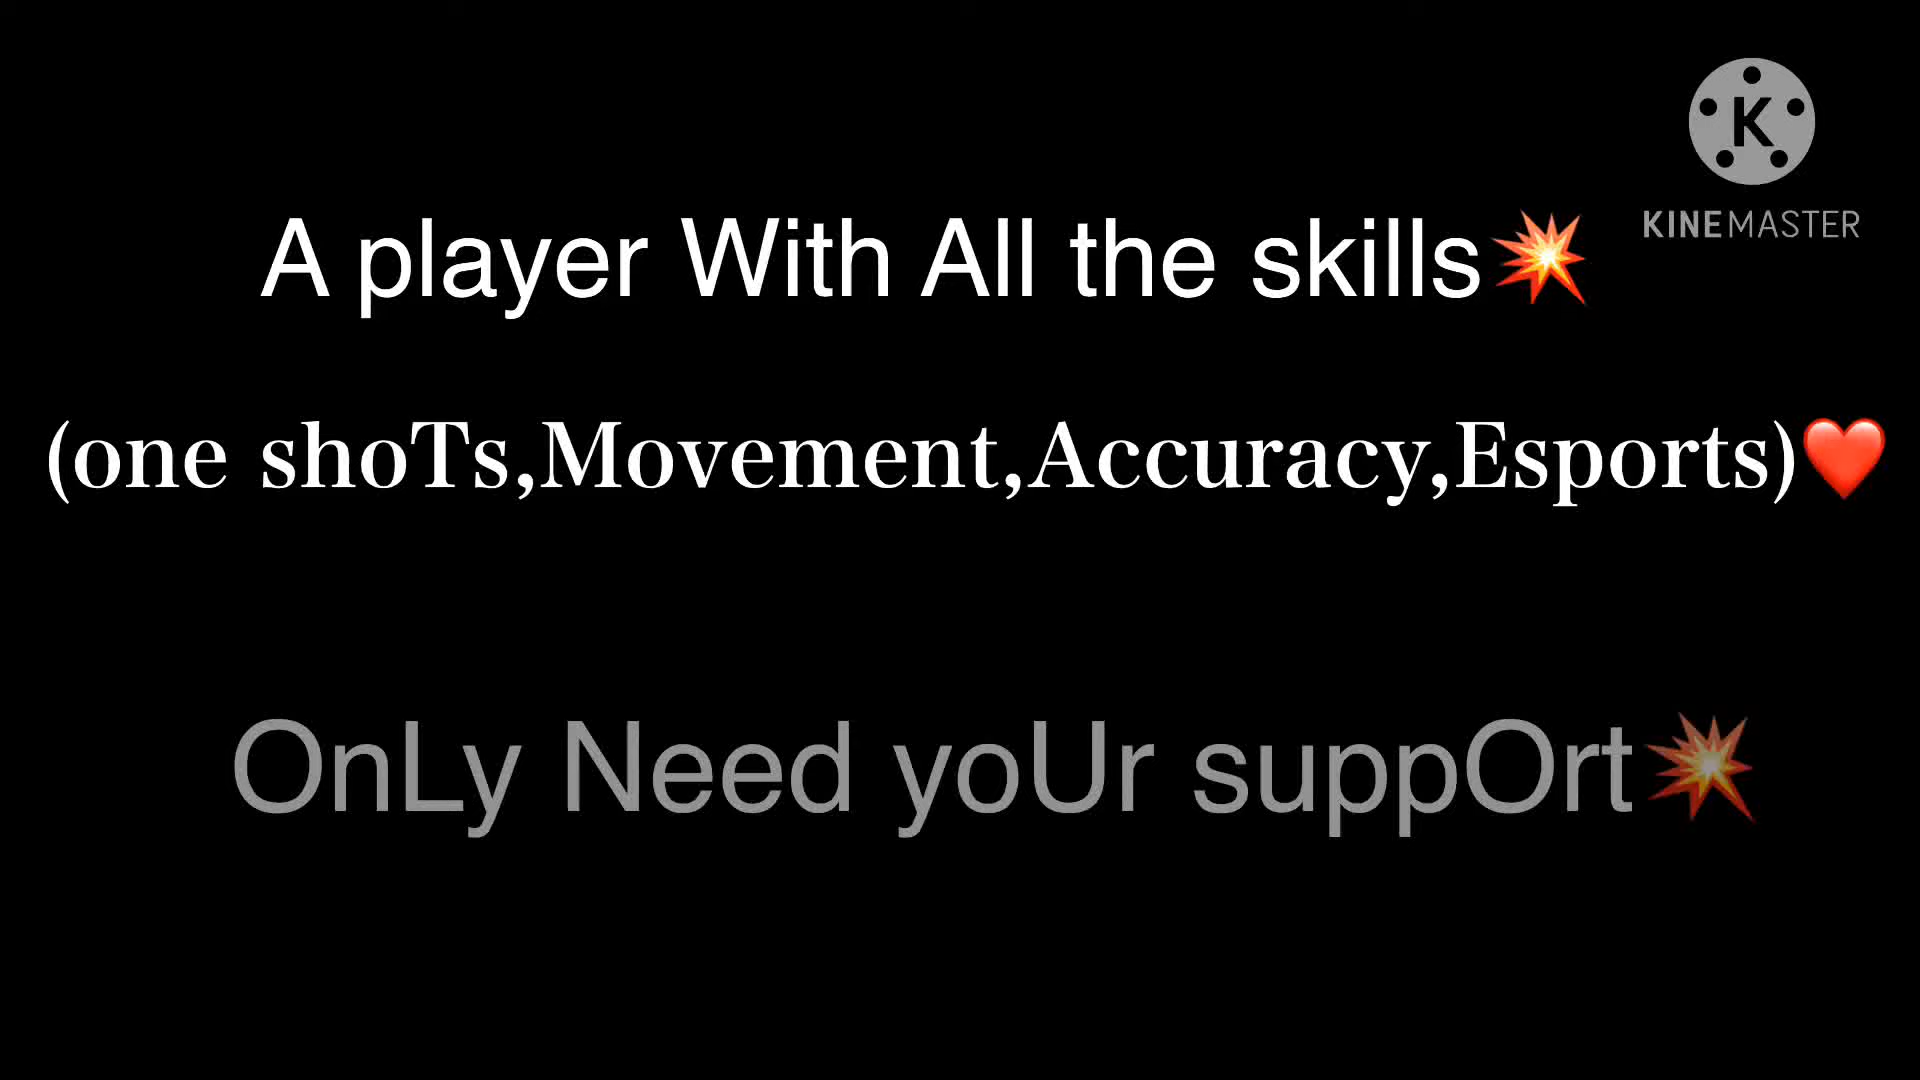 K
KINEMASTER
A player With All the skills💥
(one shoTs,Movement,Accuracy,Esports)❤️
OnLy Need yoUr suppOrt💥